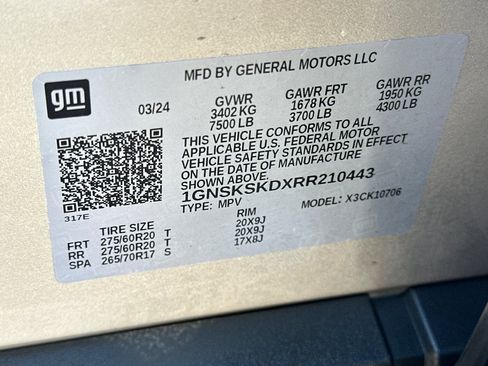 gm
MFD BY GENERAL MOTORS LLC
03/24 GVWR GAWR FRT GAWR RR
3402 KG 1678 KG 1950 KG
7500 LB 3700 LB 4300 LB
THIS VEHICLE CONFORMS TO ALL
APPLICABLE U.S. FEDERAL MOTOR
VEHICLE SAFETY STANDARDS IN EFFECT
ON THE DATE OF MANUFACTURE
SHOWN ABOVE.
1GNSKSKDXRR210443
TYPE: MPV MODEL: X3CK10706
317E
TIRE SIZE RIM
FRT 275/60R20 T 20X9J
RR 275/60R20 T 20X9J
SPA 265/70R17 S 17X8J